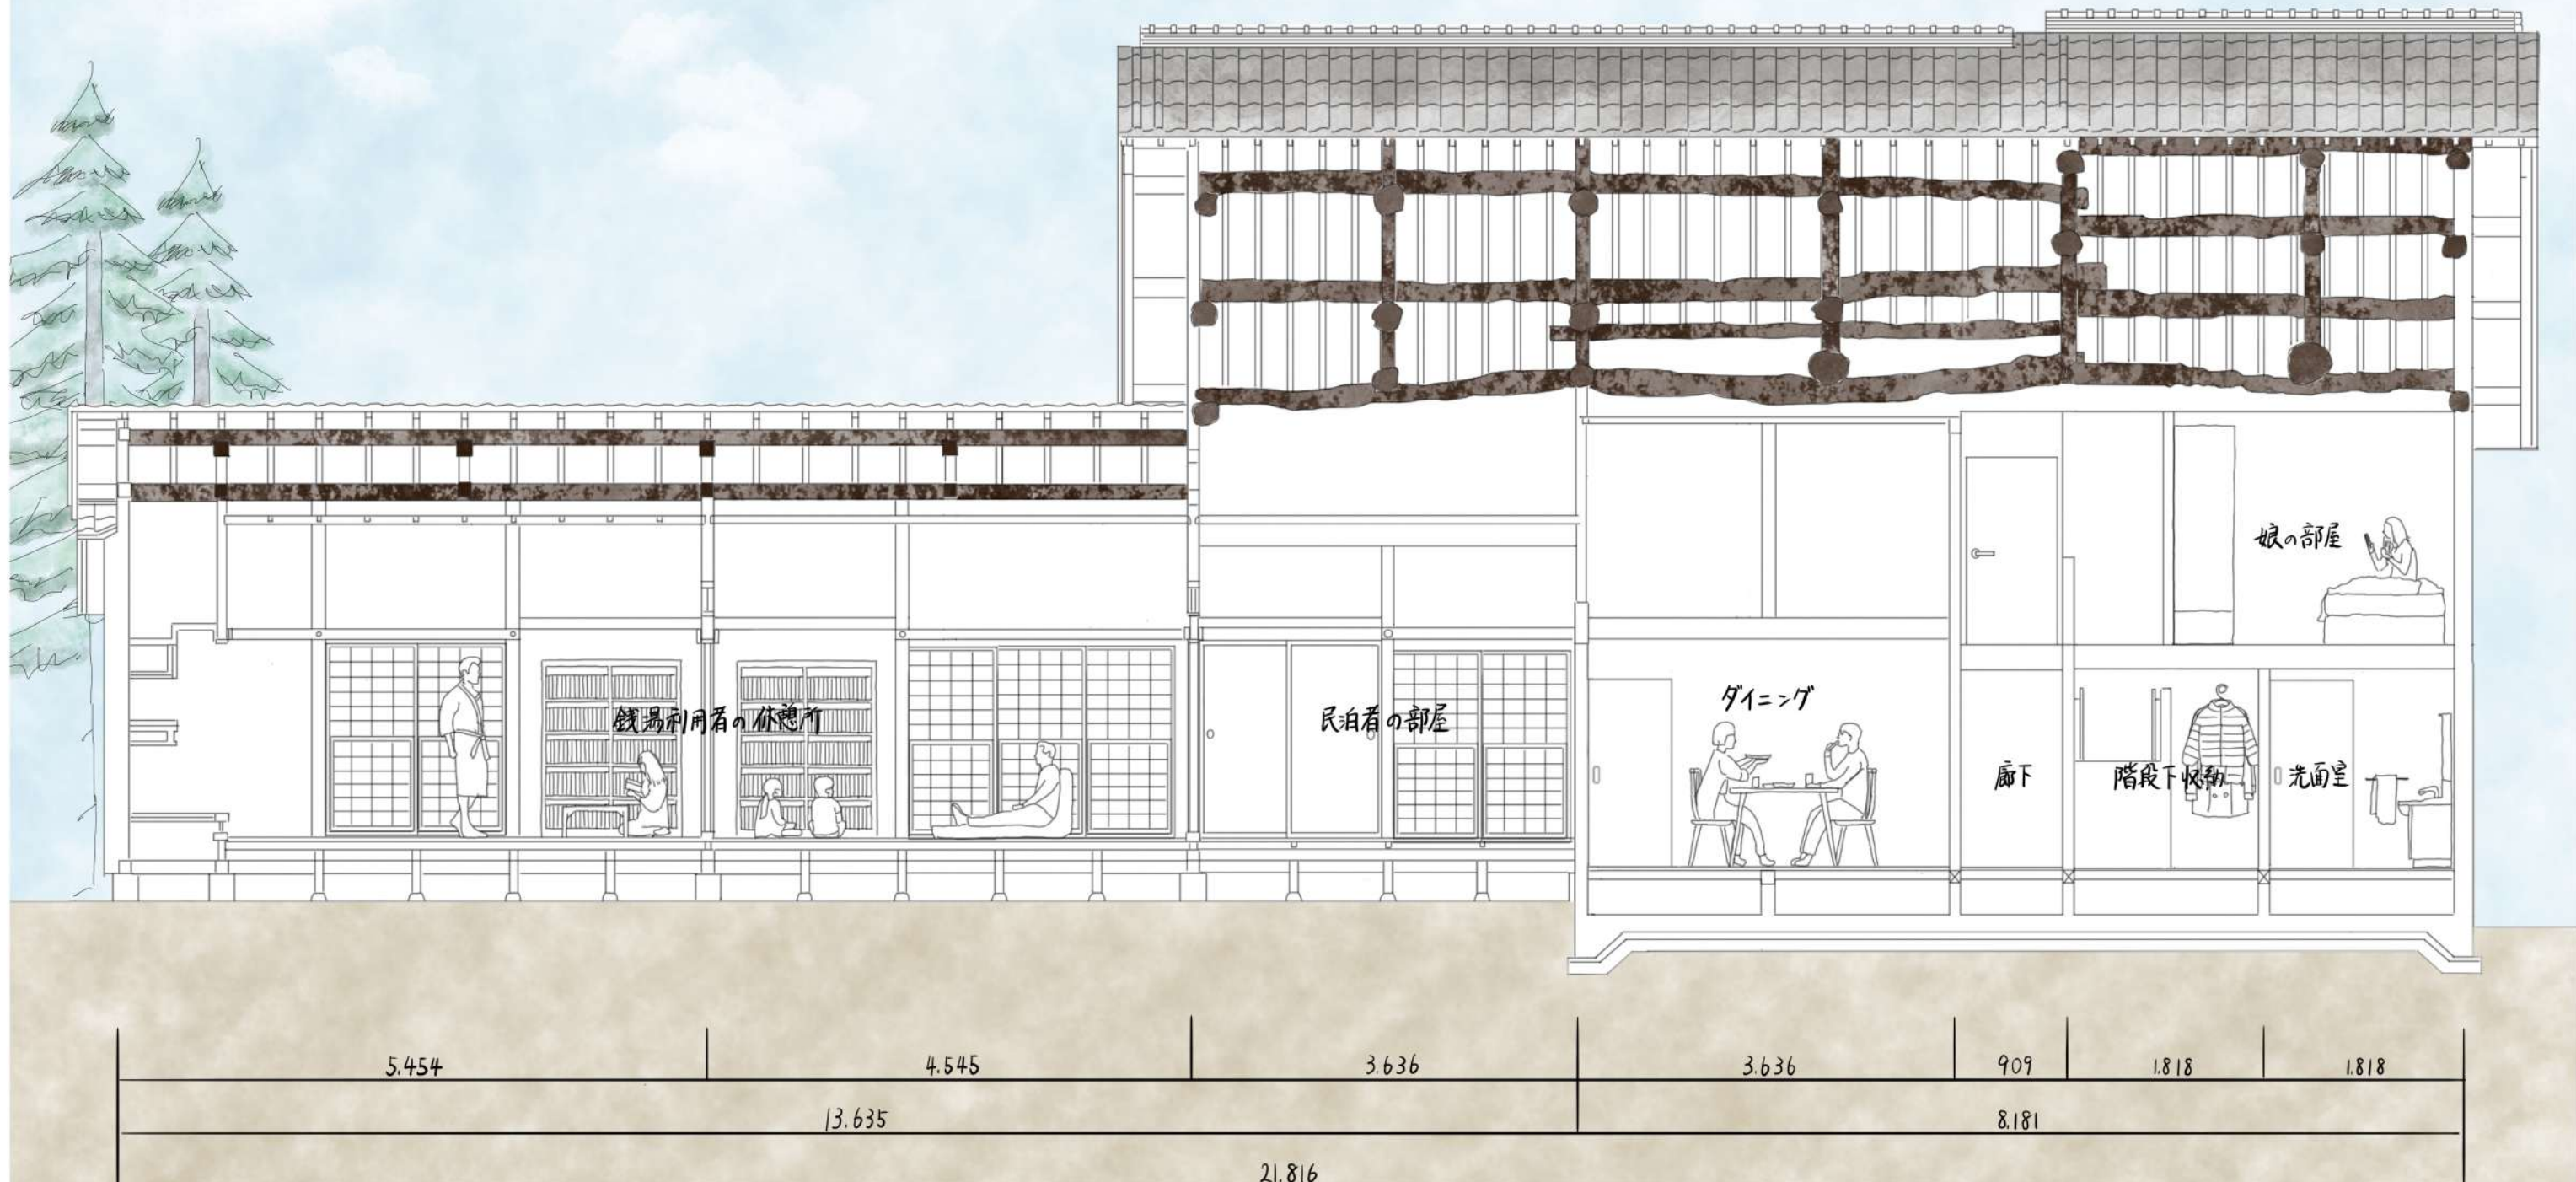 娘の部屋
銭湯利用者の休憩所
民泊者の部屋
ダイニング
廊下
階段下収納
洗面室
5.454
4.545
3.636
3.636
909
1.818
1.818
13.635
8.181
21.816